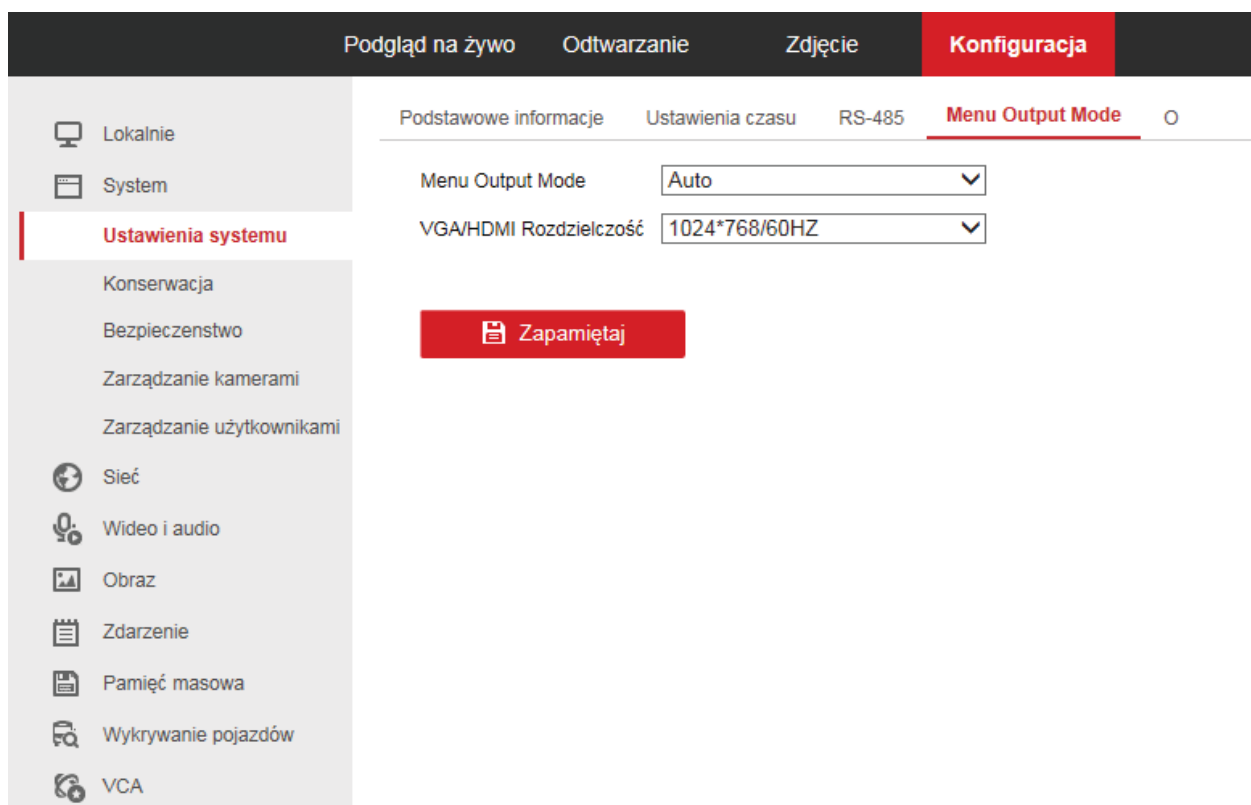 Podgląd na żywo Odtwarzanie Zdjęcie Konfiguracja
Podstawowe informacje Ustawienia czasu RS-485 Menu Output Mode O
Lokalnie
System
Ustawienia systemu
Konserwacja
Bezpieczenstwo
Zarządzanie kamerami
Zarządzanie użytkownikami
Sieć
Wideo i audio
Obraz
Zdarzenie
Pamięć masowa
Wykrywanie pojazdów
VCA
Menu Output Mode Auto
VGA/HDMI Rozdzielczość 1024*768/60HZ
Zapamiętaj